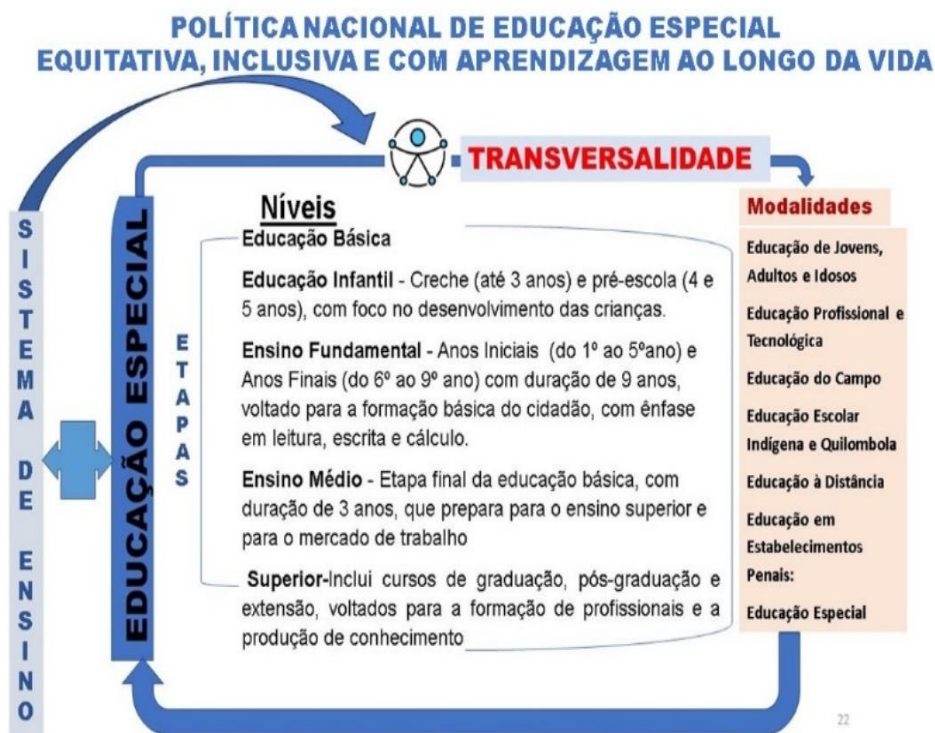 POLÍTICA NACIONAL DE EDUCAÇÃO ESPECIAL
EQUITATIVA, INCLUSIVA E COM APRENDIZAGEM AO LONGO DA VIDA
TRANSVERSALIDADE
SISTEMA DE ENSINO
EDUCAÇÃO ESPECIAL
ETAPAS
Níveis
Educação Básica
Educação Infantil - Creche (até 3 anos) e pré-escola (4 e
5 anos), com foco no desenvolvimento das crianças.
Ensino Fundamental - Anos Iniciais (do 1º ao 5ºano) e
Anos Finais (do 6º ao 9º ano) com duração de 9 anos,
voltado para a formação básica do cidadão, com ênfase
em leitura, escrita e cálculo.
Ensino Médio - Etapa final da educação básica, com
duração de 3 anos, que prepara para o ensino superior e
para o mercado de trabalho
Superior-Inclui cursos de graduação, pós-graduação e
extensão, voltados para a formação de profissionais e a
produção de conhecimento
Modalidades
Educação de Jovens,
Adultos e Idosos
Educação Profissional e
Tecnológica
Educação do Campo
Educação Escolar
Indígena e Quilombola
Educação à Distância
Educação em
Estabelecimentos
Penais:
Educação Especial
22